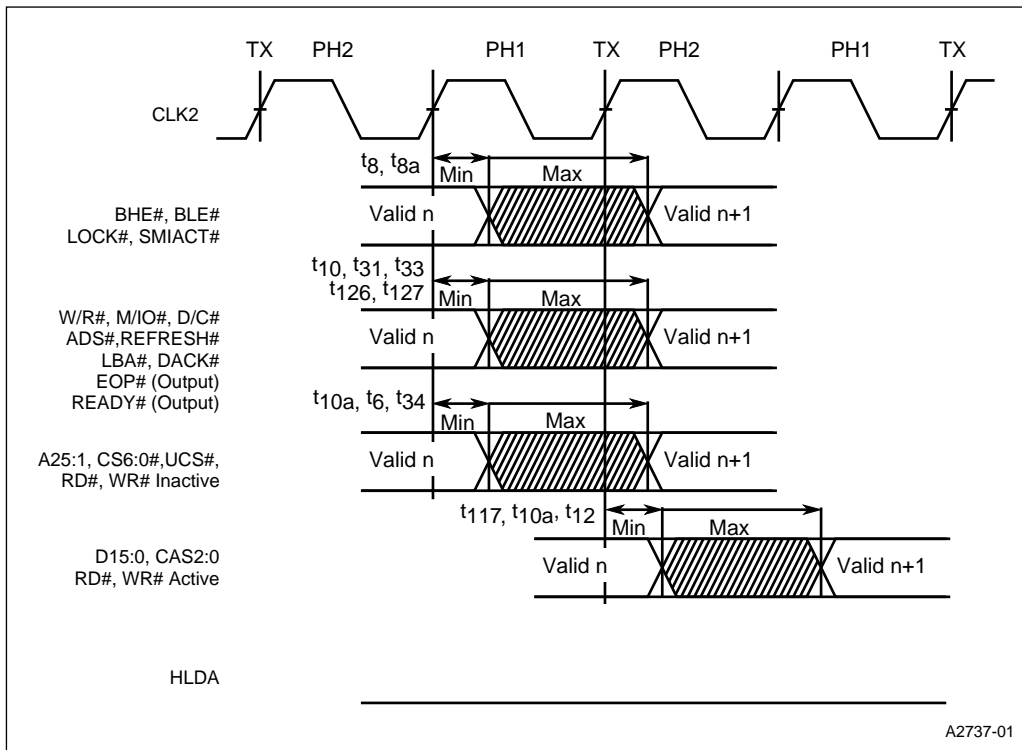 TX PH2 PH1 TX PH2 PH1 TX
CLK2
t8, t8a
Min Max
BHE#, BLE#
LOCK#, SMIACT#
Valid n Valid n+1
t10, t31, t33
t126, t127
Min Max
W/R#, M/IO#, D/C#
ADS#,REFRESH#
LBA#, DACK#
EOP# (Output)
READY# (Output)
Valid n Valid n+1
t10a, t6, t34
Min Max
A25:1, CS6:0#,UCS#,
RD#, WR# Inactive
Valid n Valid n+1
t117, t10a, t12
Min Max
D15:0, CAS2:0
RD#, WR# Active
Valid n Valid n+1
HLDA
A2737-01